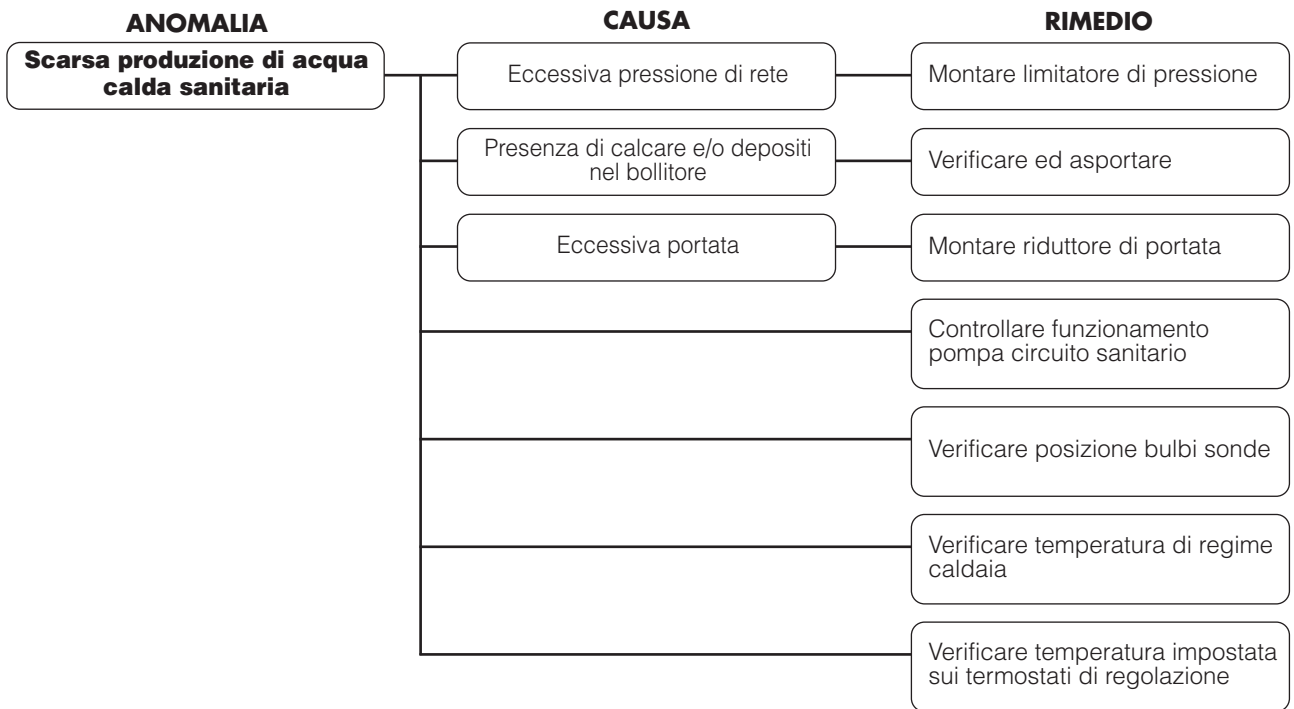 ANOMALIA
CAUSA
RIMEDIO
Scarsa produzione di acqua
calda sanitaria
Eccessiva pressione di rete
Montare limitatore di pressione
Presenza di calcare e/o depositi
nel bollitore
Verificare ed asportare
Eccessiva portata
Montare riduttore di portata
Controllare funzionamento
pompa circuito sanitario
Verificare posizione bulbi sonde
Verificare temperatura di regime
caldaia
Verificare temperatura impostata
sui termostati di regolazione